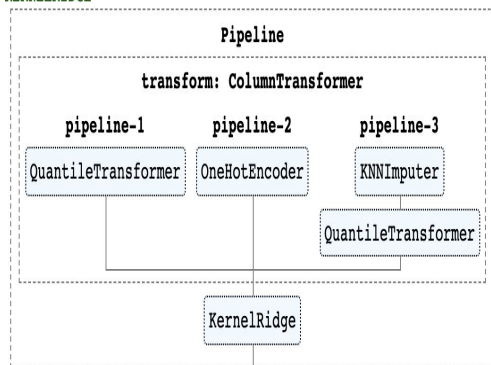 Pipeline
transform: ColumnTransformer
pipeline-1 pipeline-2 pipeline-3
QuantileTransformer OneHotEncoder KNNImputer
QuantileTransformer
KernelRidge